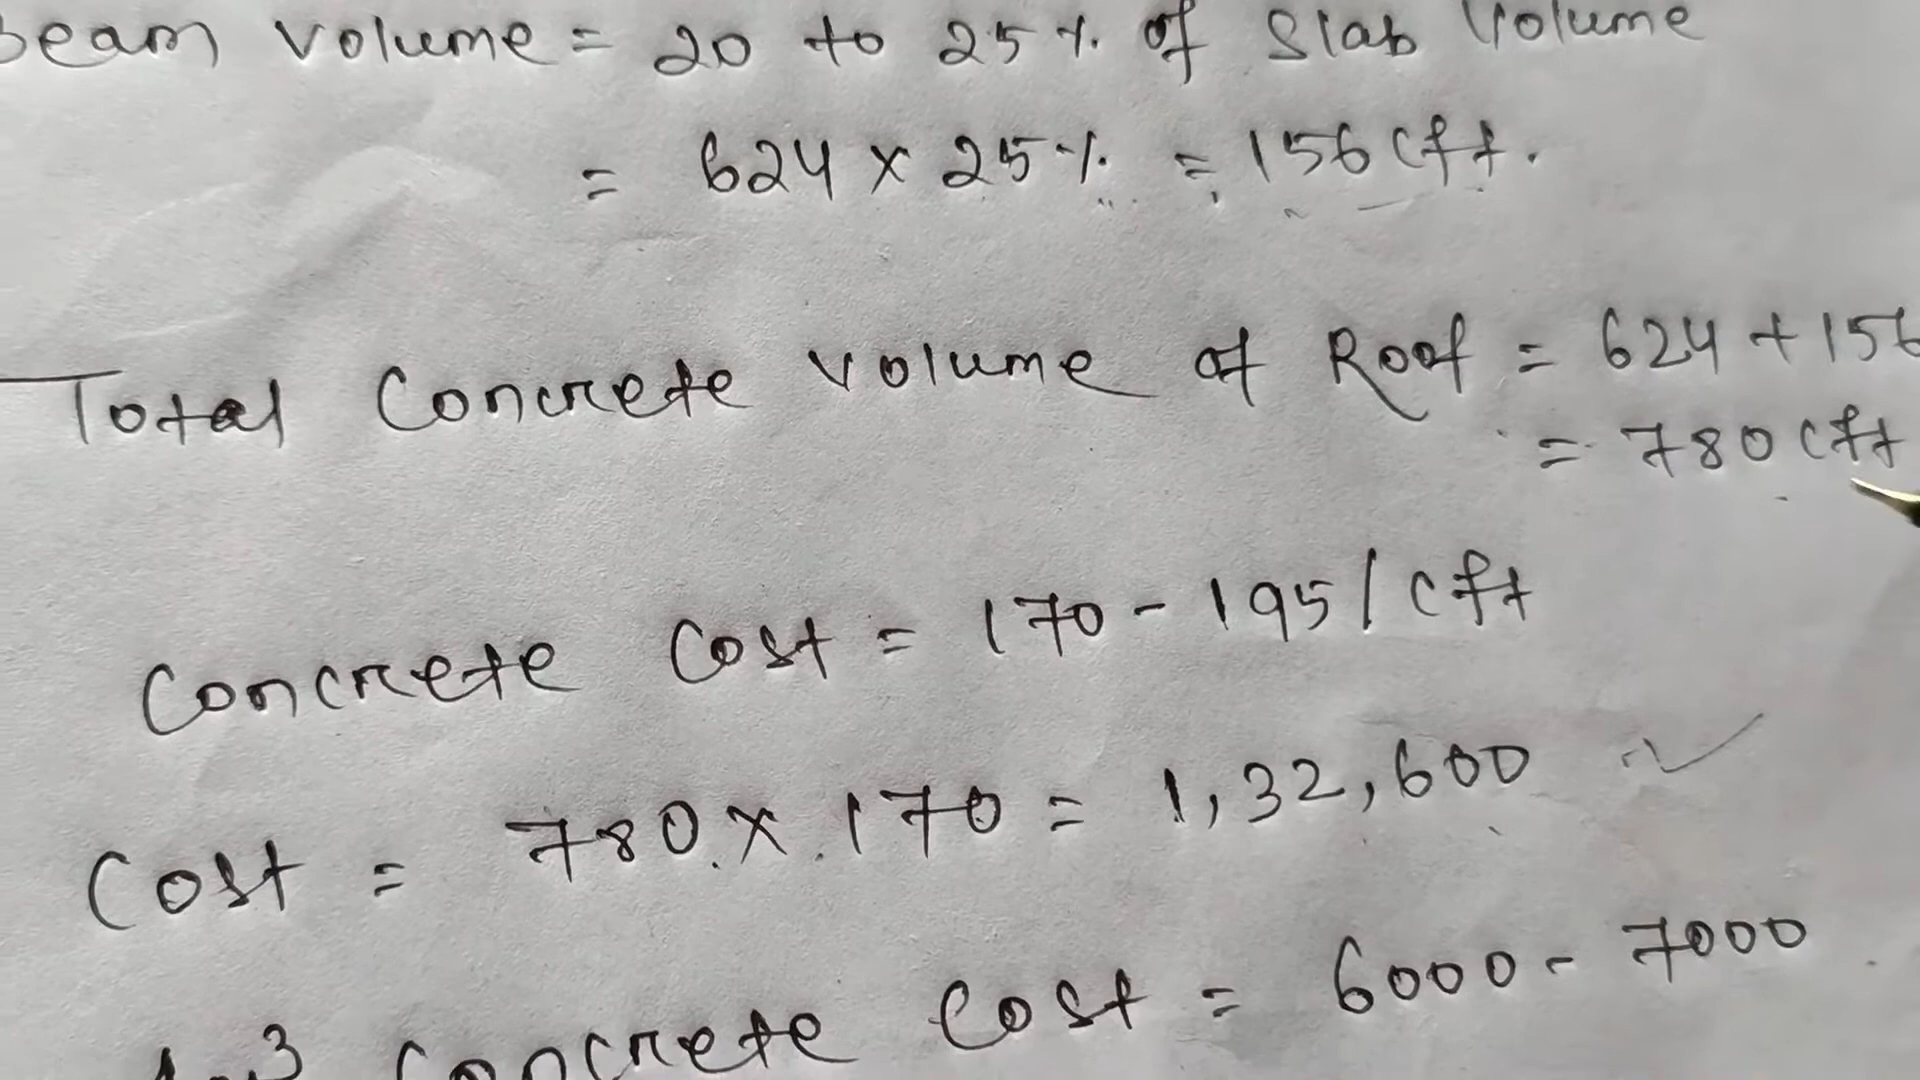 Beam Volume = 20 to 25% of Slab Volume
= 624 × 25% = 156 cft.
Total Concrete Volume of Roof = 624 + 156
= 780 cft
Concrete Cost = 170 - 195/cft
Cost = 780 × 170 = 1,32,600
Concrete Cost = 6000 - 7000